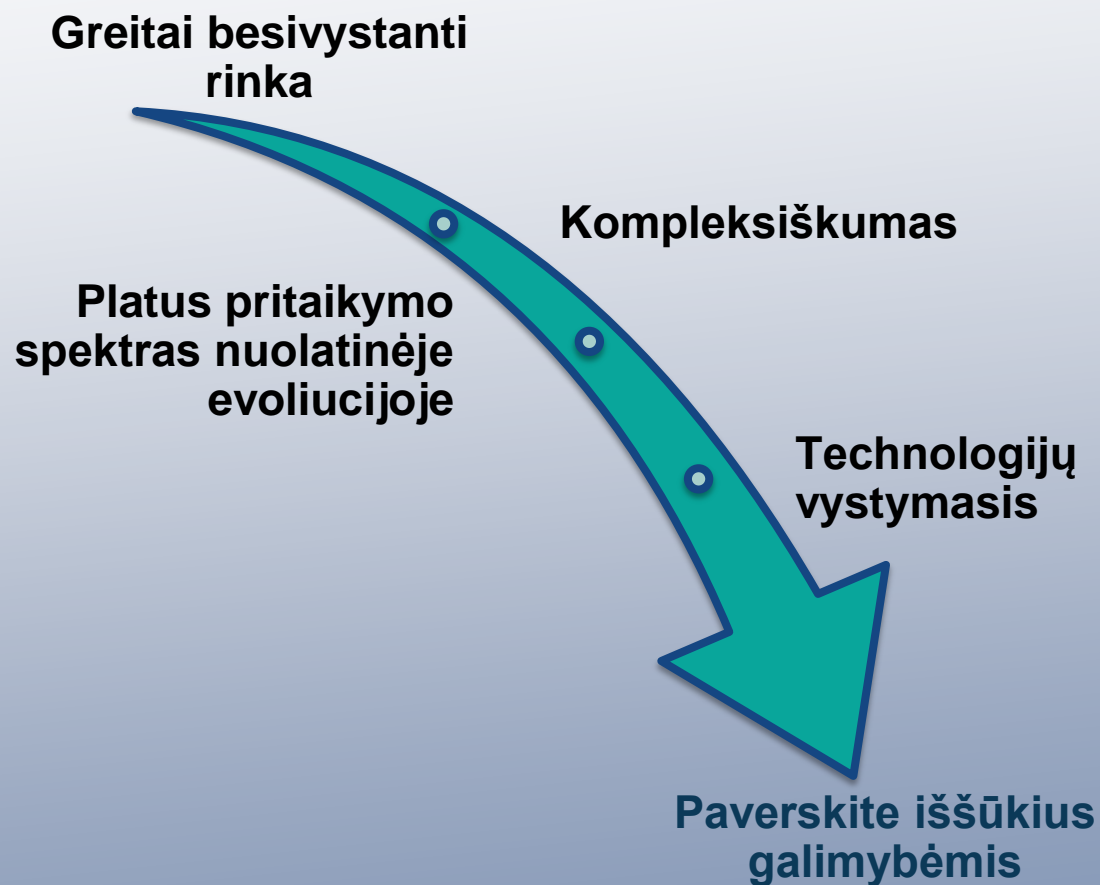 Greitai besivystanti
rinka
Kompleksiškumas
Platus pritaikymo
spektras nuolatinėje
evoliucijoje
Technologijų
vystymasis
Paverskite iššūkius
galimybėmis